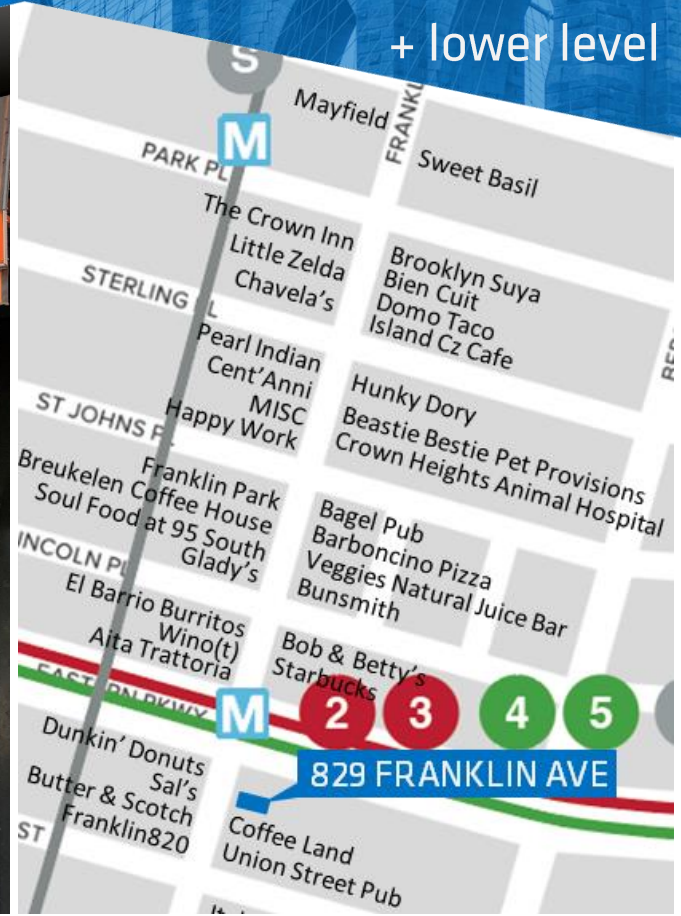 + lower level
S
M
Mayfield
FRANKL
Sweet Basil
PARK PL
The Crown Inn
Little Zelda
Chavela's
Brooklyn Suya
Bien Cuit
Domo Taco
Island Cz Cafe
STERLING PL
Pearl Indian
Cent'Anni
MISC
Happy Work
Hunky Dory
Beastie Bestie Pet Provisions
Crown Heights Animal Hospital
ST JOHNS P
Franklin Park
Breukelen Coffee House
Soul Food at 95 South
Glady's
Bagel Pub
Barboncino Pizza
Veggies Natural Juice Bar
Bunsmith
INCOLN PL
El Barrio Burritos
Wino(t)
Aita Trattoria
Bob & Betty's
Starbucks
EASTERN PKWY
M
2
3
4
5
829 FRANKLIN AVE
Dunkin' Donuts
Sal's
Butter & Scotch
Franklin820
Coffee Land
Union Street Pub
ST